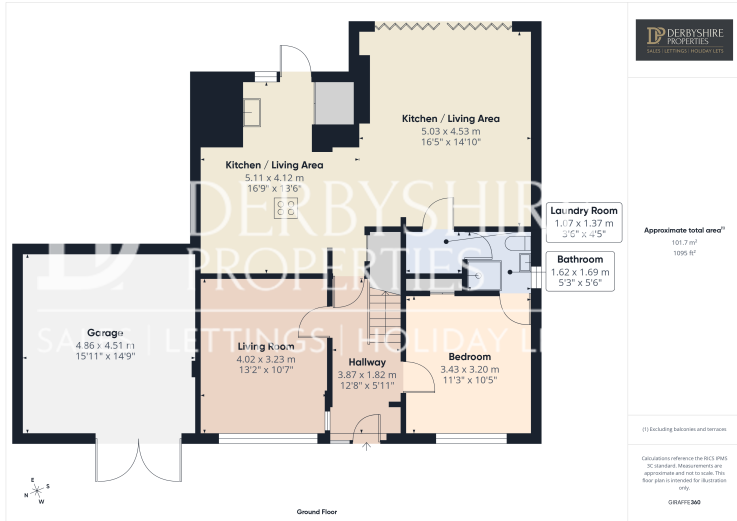 DERBYSHIRE
PROPERTIES
SALES | LETTINGS | HOLIDAY LETS
Kitchen / Living Area
5.03 x 4.53 m
16'5" x 14'10"
Kitchen / Living Area
5.11 x 4.12 m
16'9" x 13'6"
Laundry Room
1.07 x 1.37 m
3'6" x 4'5"
Bathroom
1.62 x 1.69 m
5'3" x 5'6"
Garage
4.86 x 4.51 m
15'11" x 14'9"
Living Room
4.02 x 3.23 m
13'2" x 10'7"
Hallway
3.87 x 1.82 m
12'8" x 5'11"
Bedroom
3.43 x 3.20 m
11'3" x 10'5"
DERBYSHIRE
PROPERTIES
SALES | LETTINGS | HOLIDAY LE
E
S
N
W
Ground Floor
Approximate total area⁽¹⁾
101.7 m²
1095 ft²
(1) Excluding balconies and terraces
Calculations reference the RICS IPMS
3C standard. Measurements are
approximate and not to scale. This
floor plan is intended for illustration
only.
GIRAFFE360